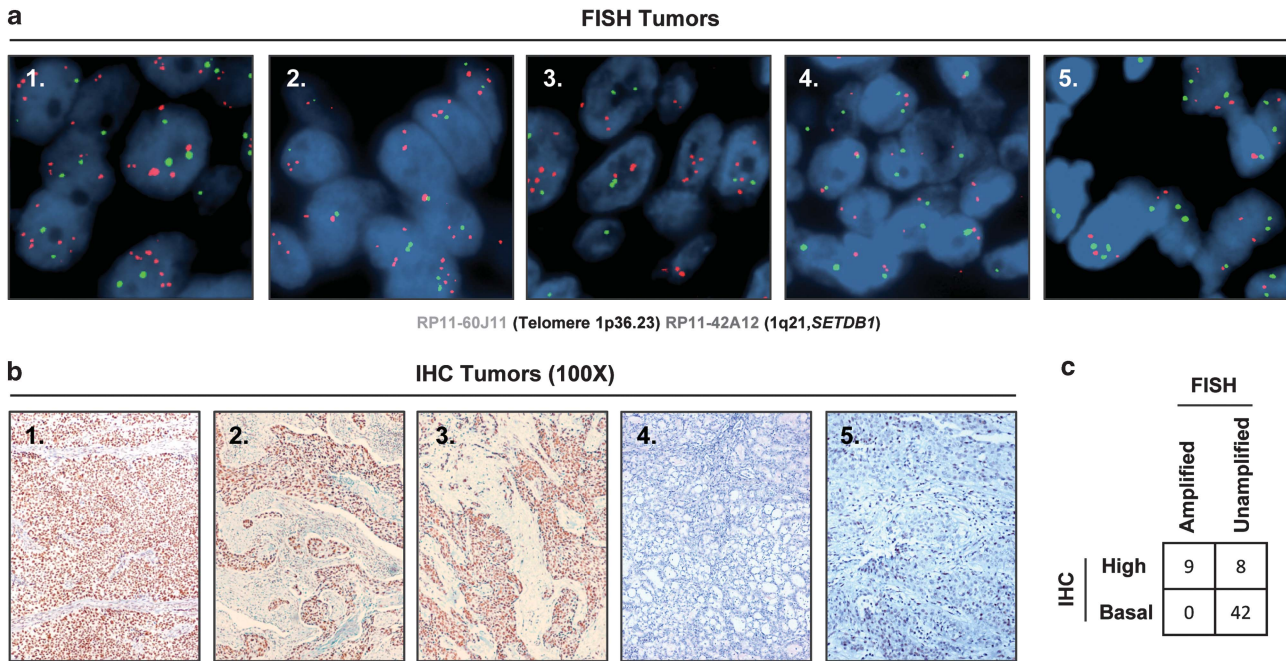 a
FISH Tumors
1.
2.
3.
4.
5.
RP11-60J11 (Telomere 1p36.23) RP11-42A12 (1q21,SETDB1)
b
IHC Tumors (100X)
1.
2.
3.
4.
5.
c
FISH
Amplified
Unamplified
IHC
High 9 8
Basal 0 42